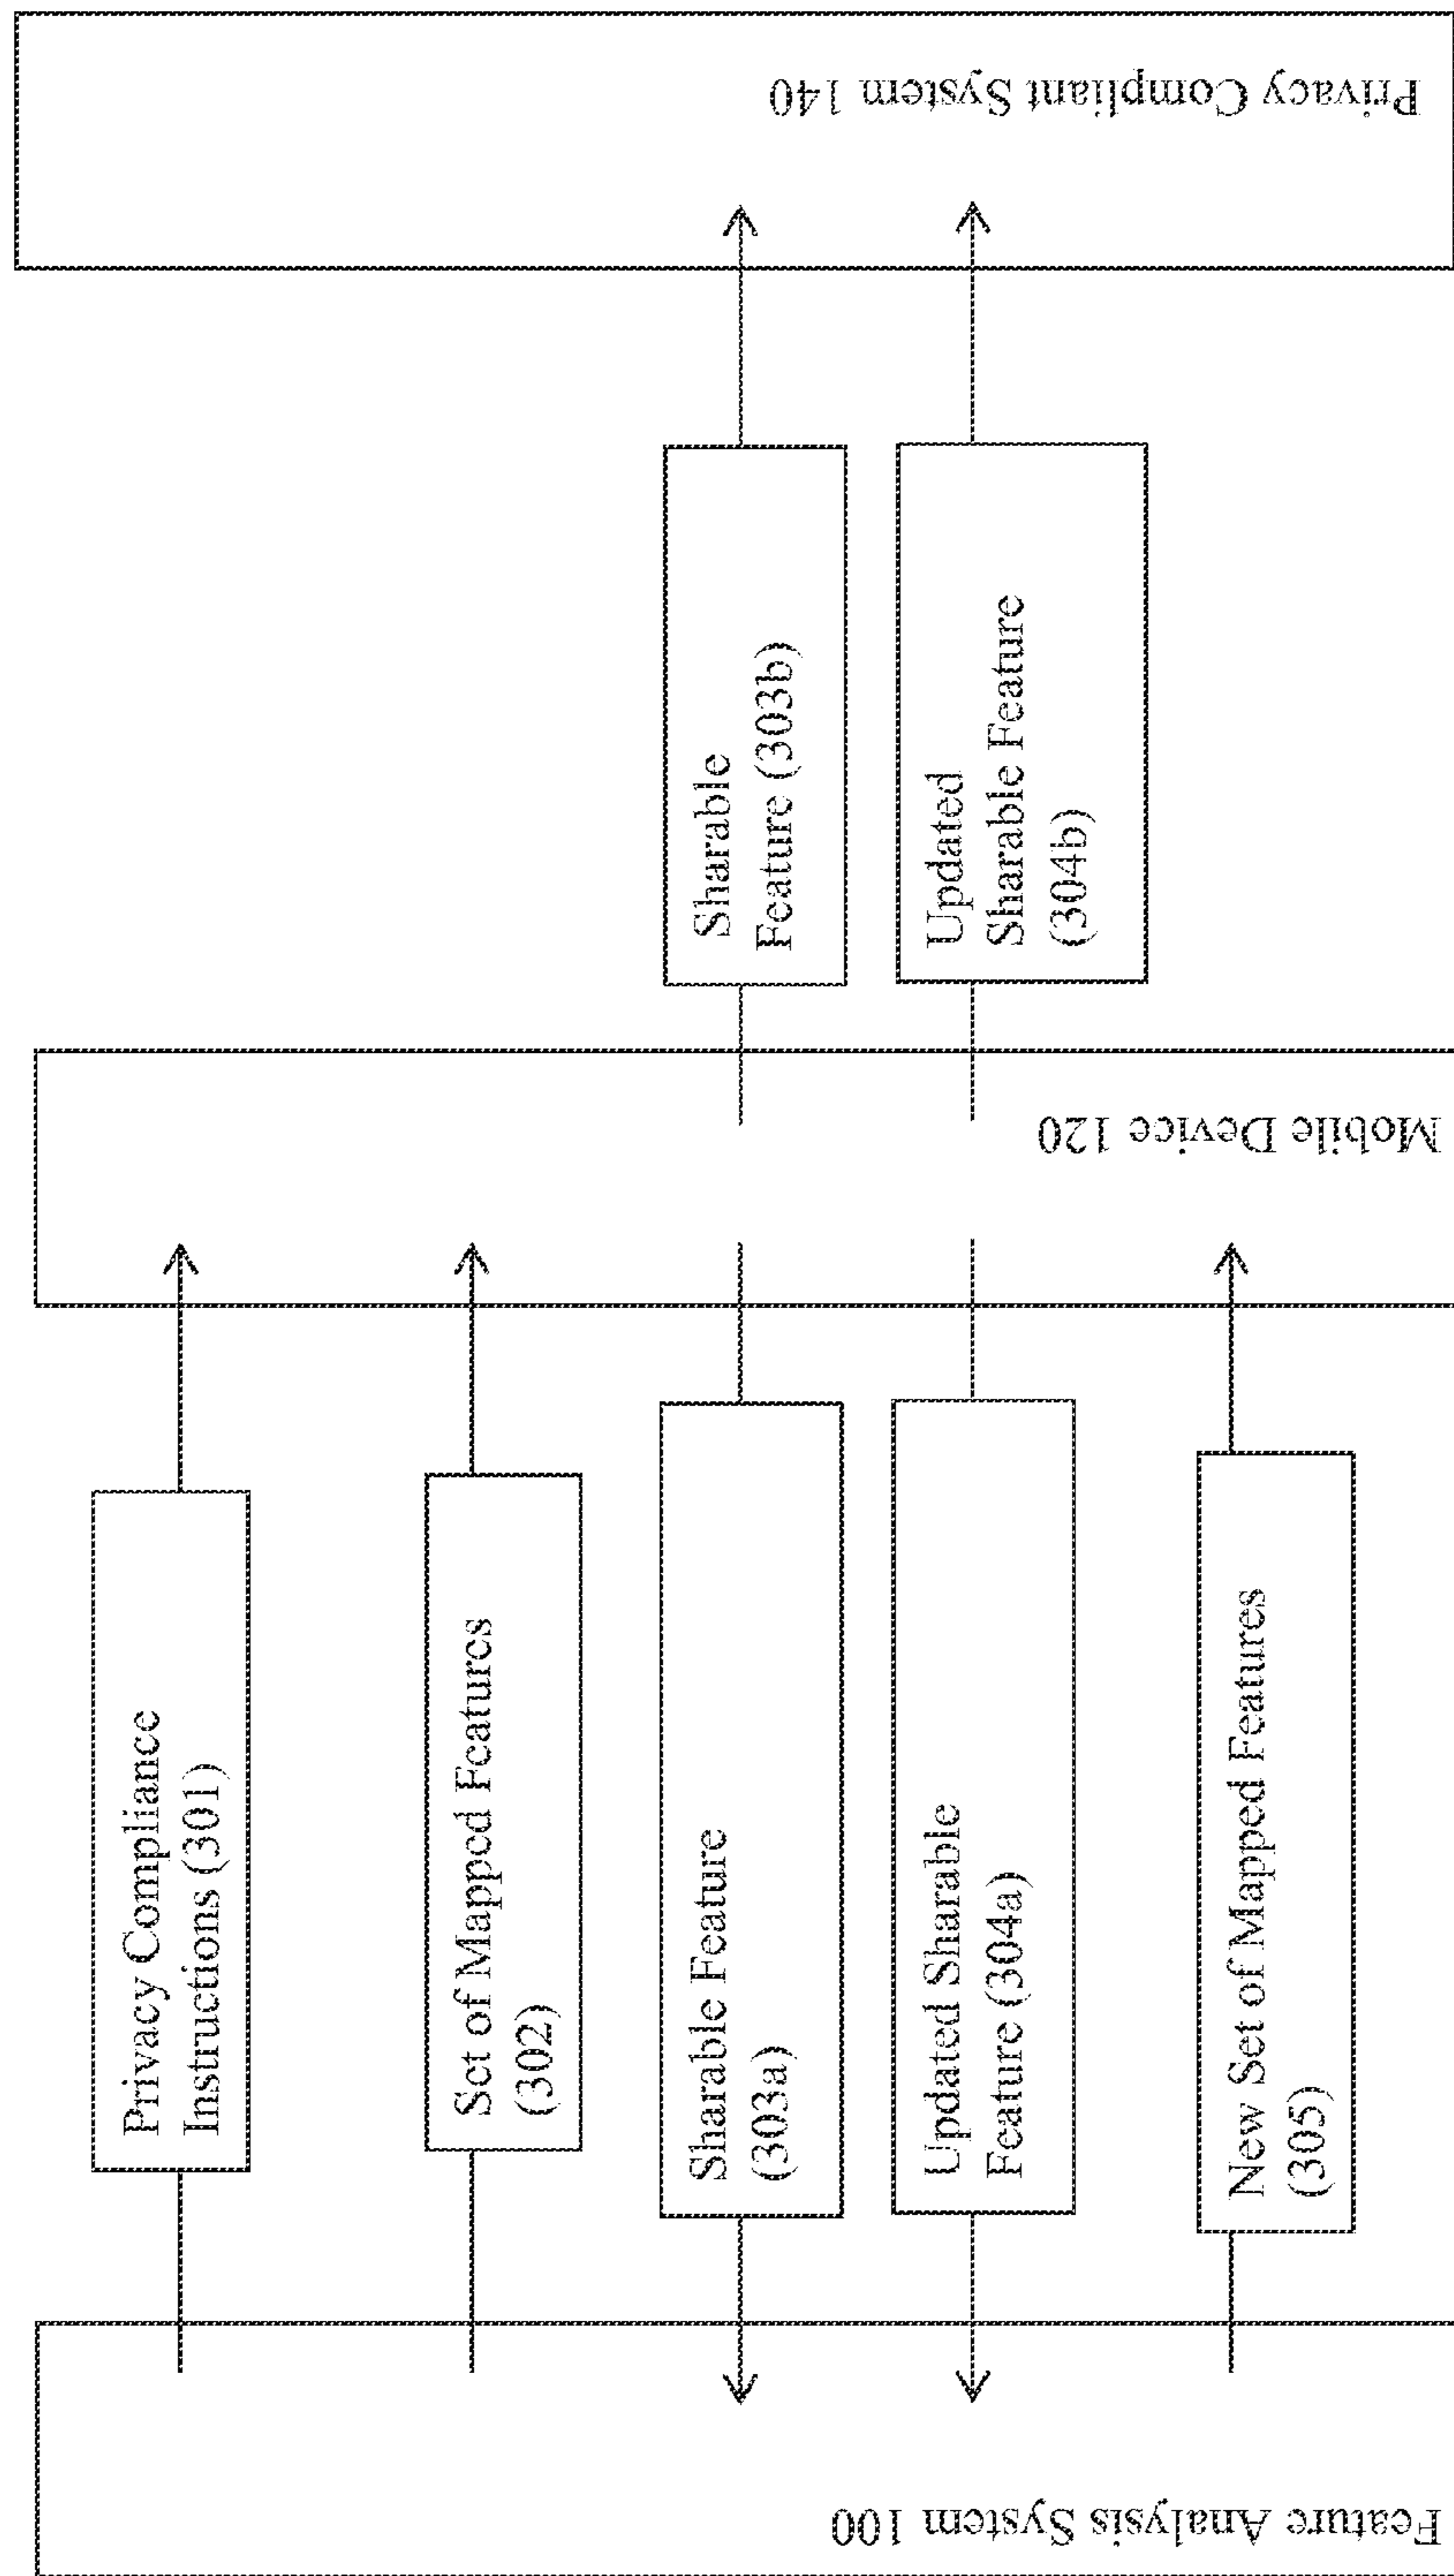 Feature Analysis System 100
Privacy Compliance
Instructions (301)
Set of Mapped Features
(302)
Sharable Feature
(303a)
Updated Sharable
Feature (304a)
New Set of Mapped Features
(305)
Mobile Device 120
Sharable
Feature (303b)
Updated
Sharable Feature
(304b)
Privacy Compliant System 140